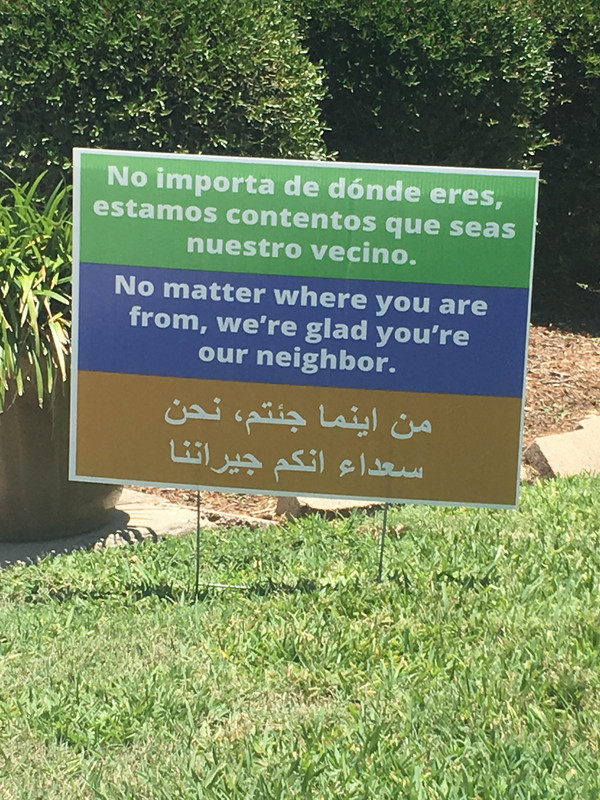 No importa de dónde eres,
estamos contentos que seas
nuestro vecino.
No matter where you are
from, we're glad you're
our neighbor.
من اينما جئتم، نحن
سعداء انكم جيراننا